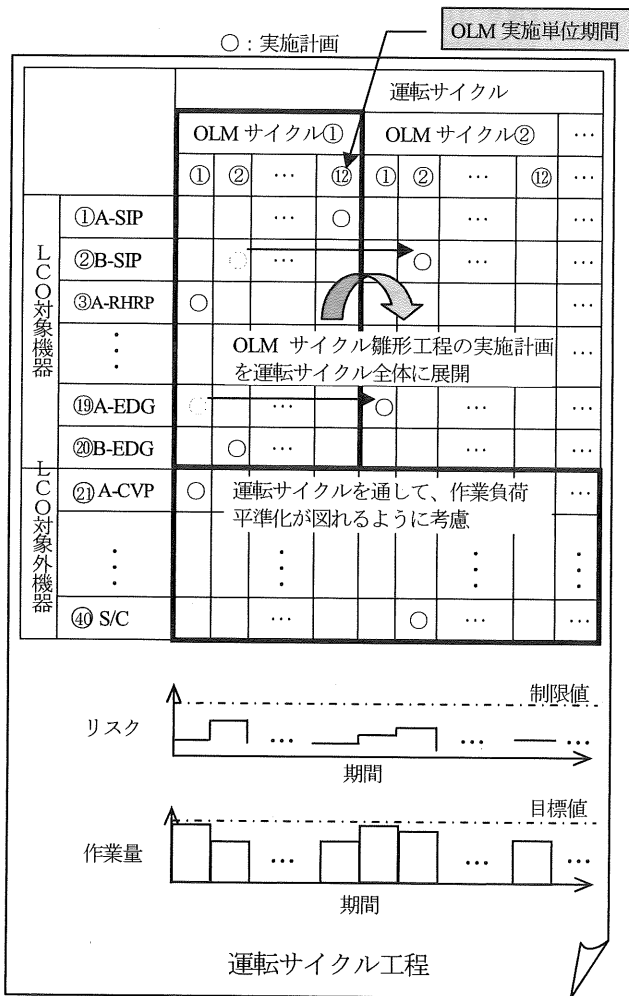 ○：実施計画
OLM 実施単位期間
運転サイクル
OLM サイクル① OLM サイクル② …
① ② … ⑫ ① ② … ⑫ …
LCO対象機器
①A-SIP … ○ … …
②B-SIP ○ … ○ … …
③A-RHRP ○ …
OLM サイクル雛形工程の実施計画
を運転サイクル全体に展開
⑲A-EDG ○ … ○ … …
⑳B-EDG ○ … … …
LCO対象外機器
㉑A-CVP ○ 運転サイクルを通して、作業負荷 …
平準化が図れるように考慮
㊵ S/C … ○ … …
制限値
リスク
… … …
期間
目標値
作業量
… … …
期間
運転サイクル工程